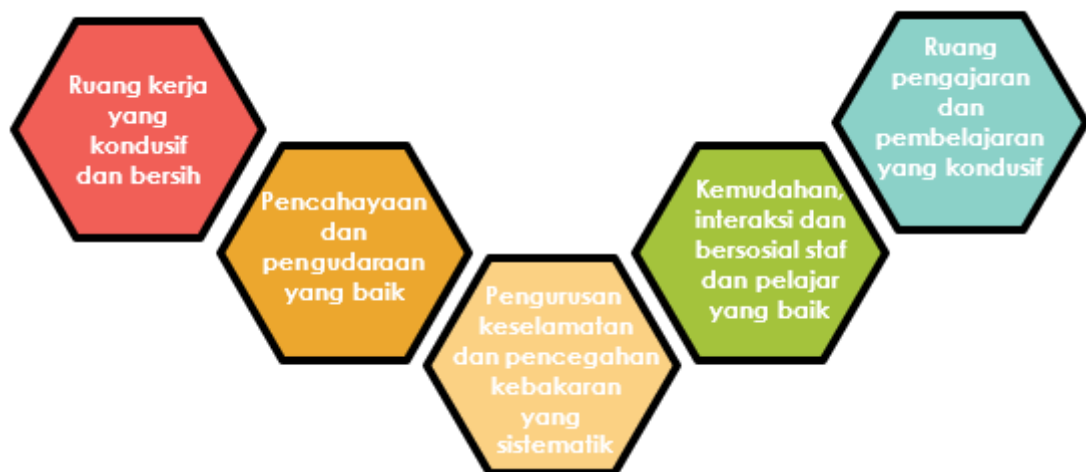 Ruang kerja
yang
kondusif
dan bersih
Pencahayaan
dan
pengudaraan
yang baik
Pengurusan
keselamatan
dan pencegahan
kebakaran
yang
sistematik
Kemudahan,
interaksi dan
bersosial staf
dan pelajar
yang baik
Ruang
pengajaran
dan
pembelajaran
yang kondusif